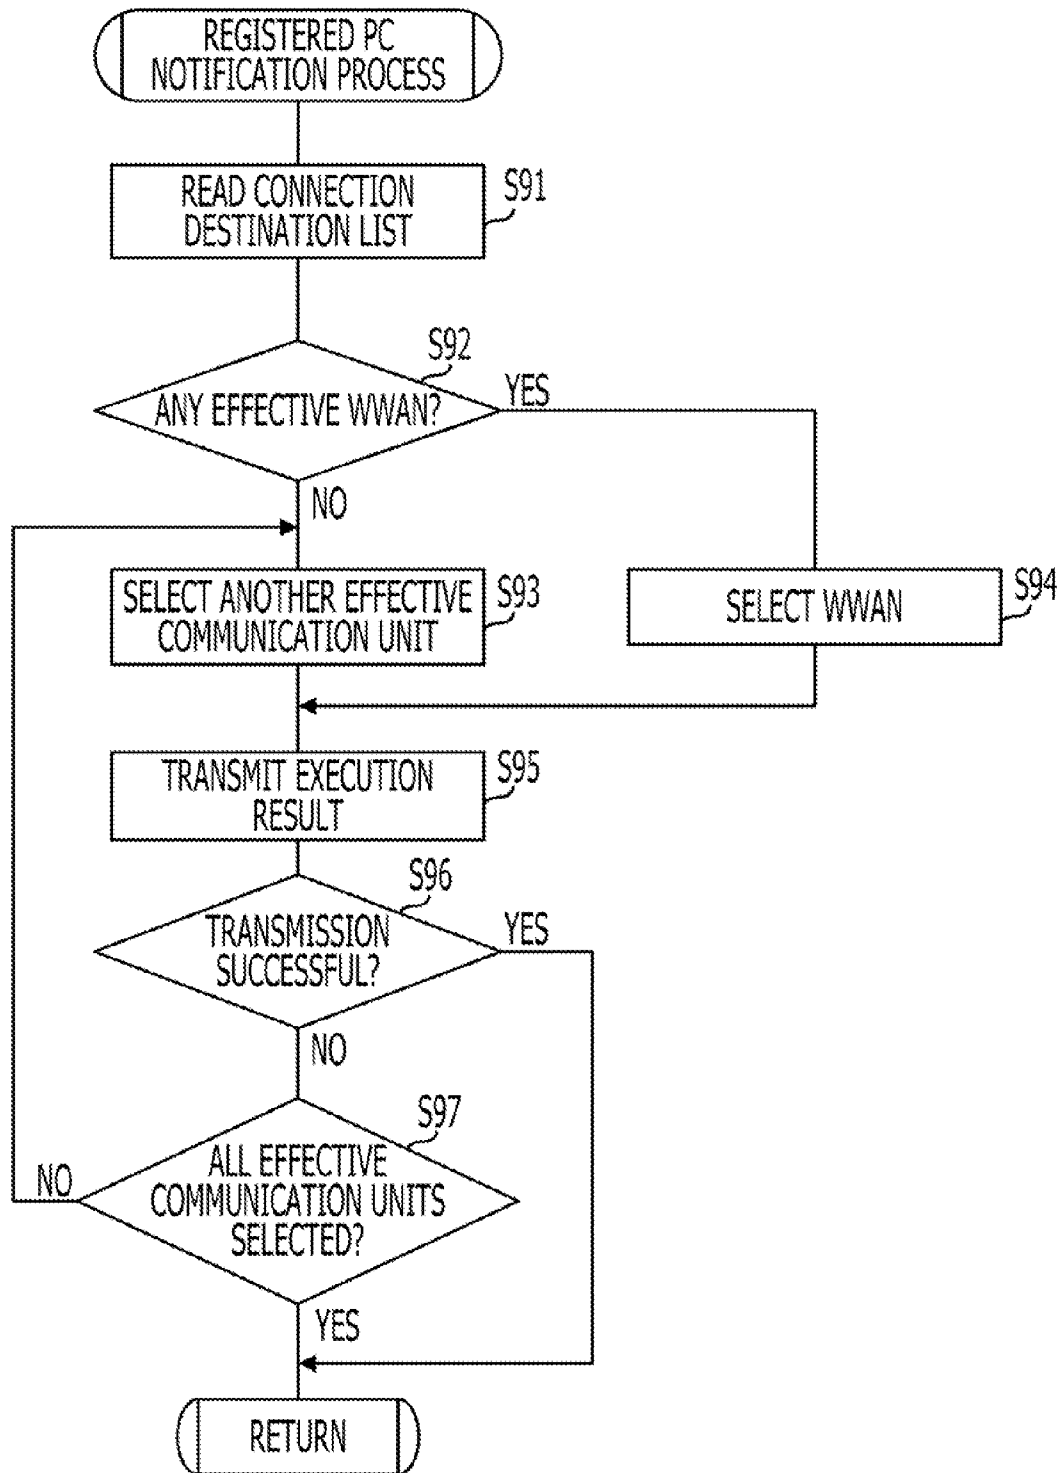 REGISTERED PC
NOTIFICATION PROCESS
READ CONNECTION
DESTINATION LIST
S91
S92
ANY EFFECTIVE WWAN?
YES
NO
SELECT ANOTHER EFFECTIVE
COMMUNICATION UNIT
S93
SELECT WWAN
S94
TRANSMIT EXECUTION
RESULT
S95
S96
TRANSMISSION
SUCCESSFUL?
YES
NO
S97
ALL EFFECTIVE
COMMUNICATION UNITS
SELECTED?
NO
YES
RETURN